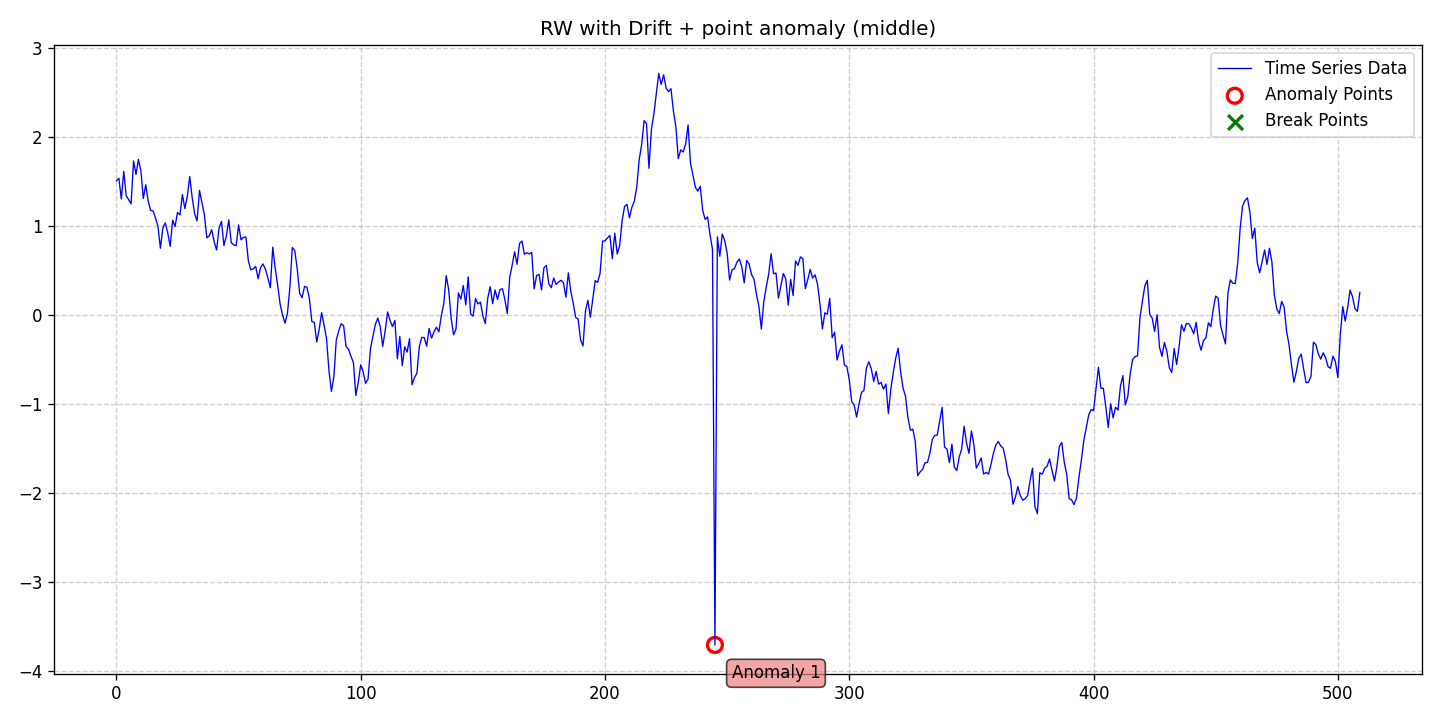 RW with Drift + point anomaly (middle)
Time Series Data
Anomaly Points
Break Points
3
2
1
0
−1
−2
−3
−4
Anomaly 1
0
100
200
300
400
500